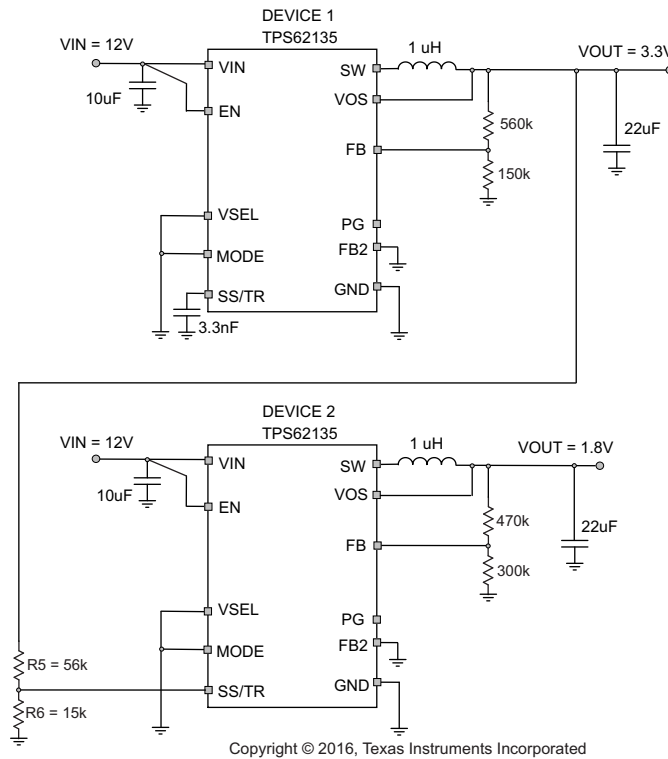 DEVICE 1
TPS62135
VIN = 12V
10uF
VIN
EN
VSEL
MODE
SS/TR
3.3nF
SW
VOS
FB
PG
FB2
GND
1 uH
560k
150k
VOUT = 3.3V
22uF
DEVICE 2
TPS62135
VIN = 12V
10uF
VIN
EN
VSEL
MODE
SS/TR
SW
VOS
FB
PG
FB2
GND
1 uH
470k
300k
VOUT = 1.8V
22uF
R5 = 56k
R6 = 15k
Copyright © 2016, Texas Instruments Incorporated